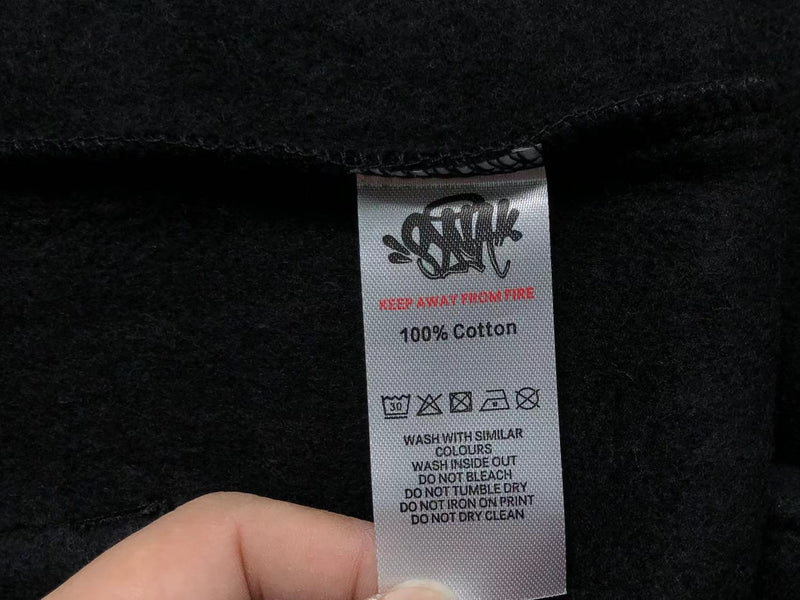 KEEP AWAY FROM FIRE
100% Cotton
30
WASH WITH SIMILAR
COLOURS
WASH INSIDE OUT
DO NOT BLEACH
DO NOT TUMBLE DRY
DO NOT IRON ON PRINT
DO NOT DRY CLEAN